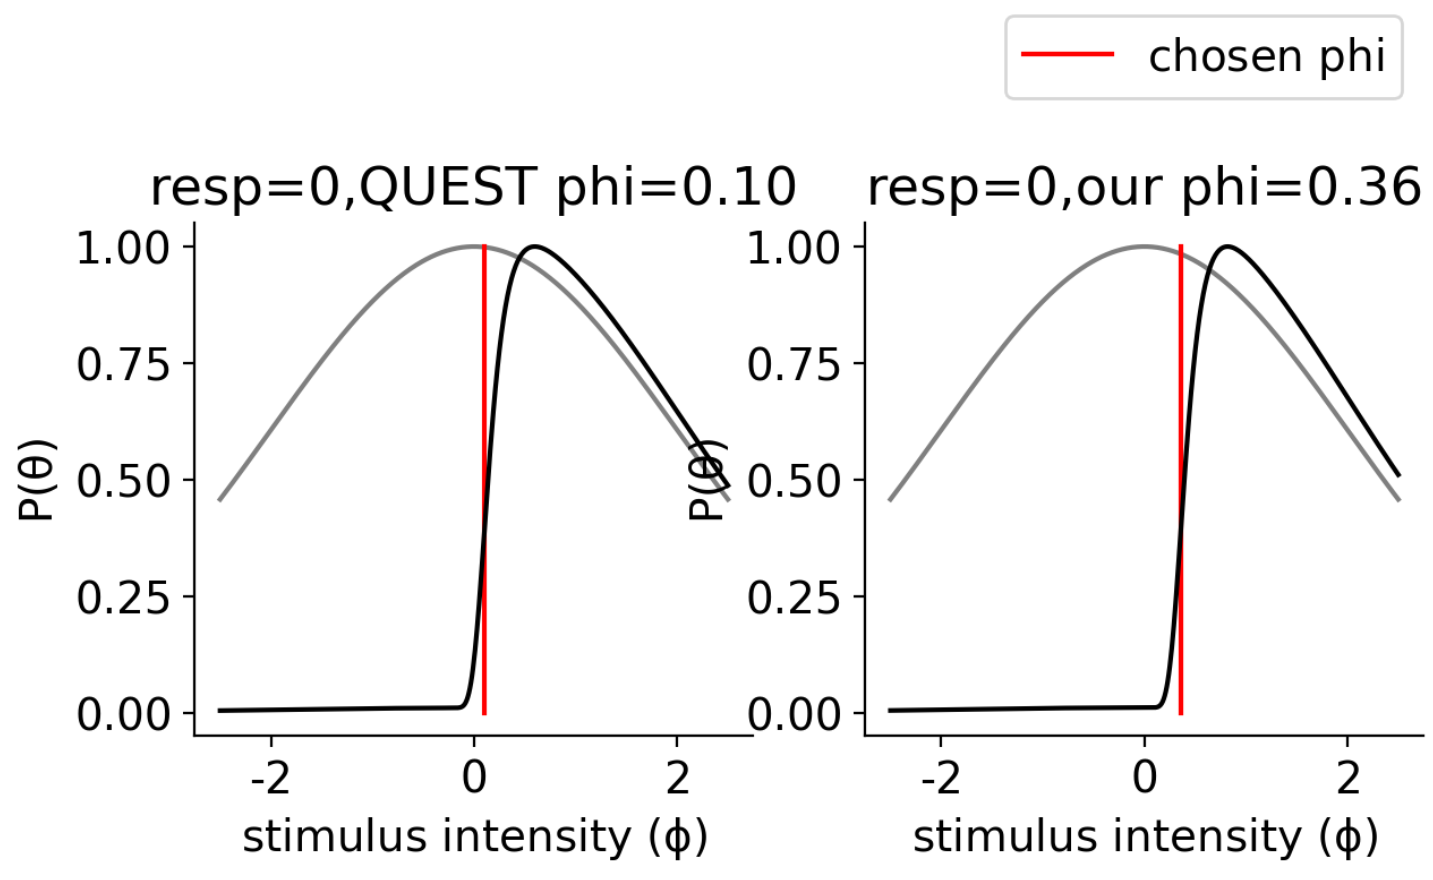 chosen phi
resp=0,QUEST phi=0.10
resp=0,our phi=0.36
1.00
0.75
0.50
0.25
0.00
P(θ)
-2
0
2
stimulus intensity (ϕ)
1.00
0.75
0.50
0.25
0.00
P(θ)
-2
0
2
stimulus intensity (ϕ)